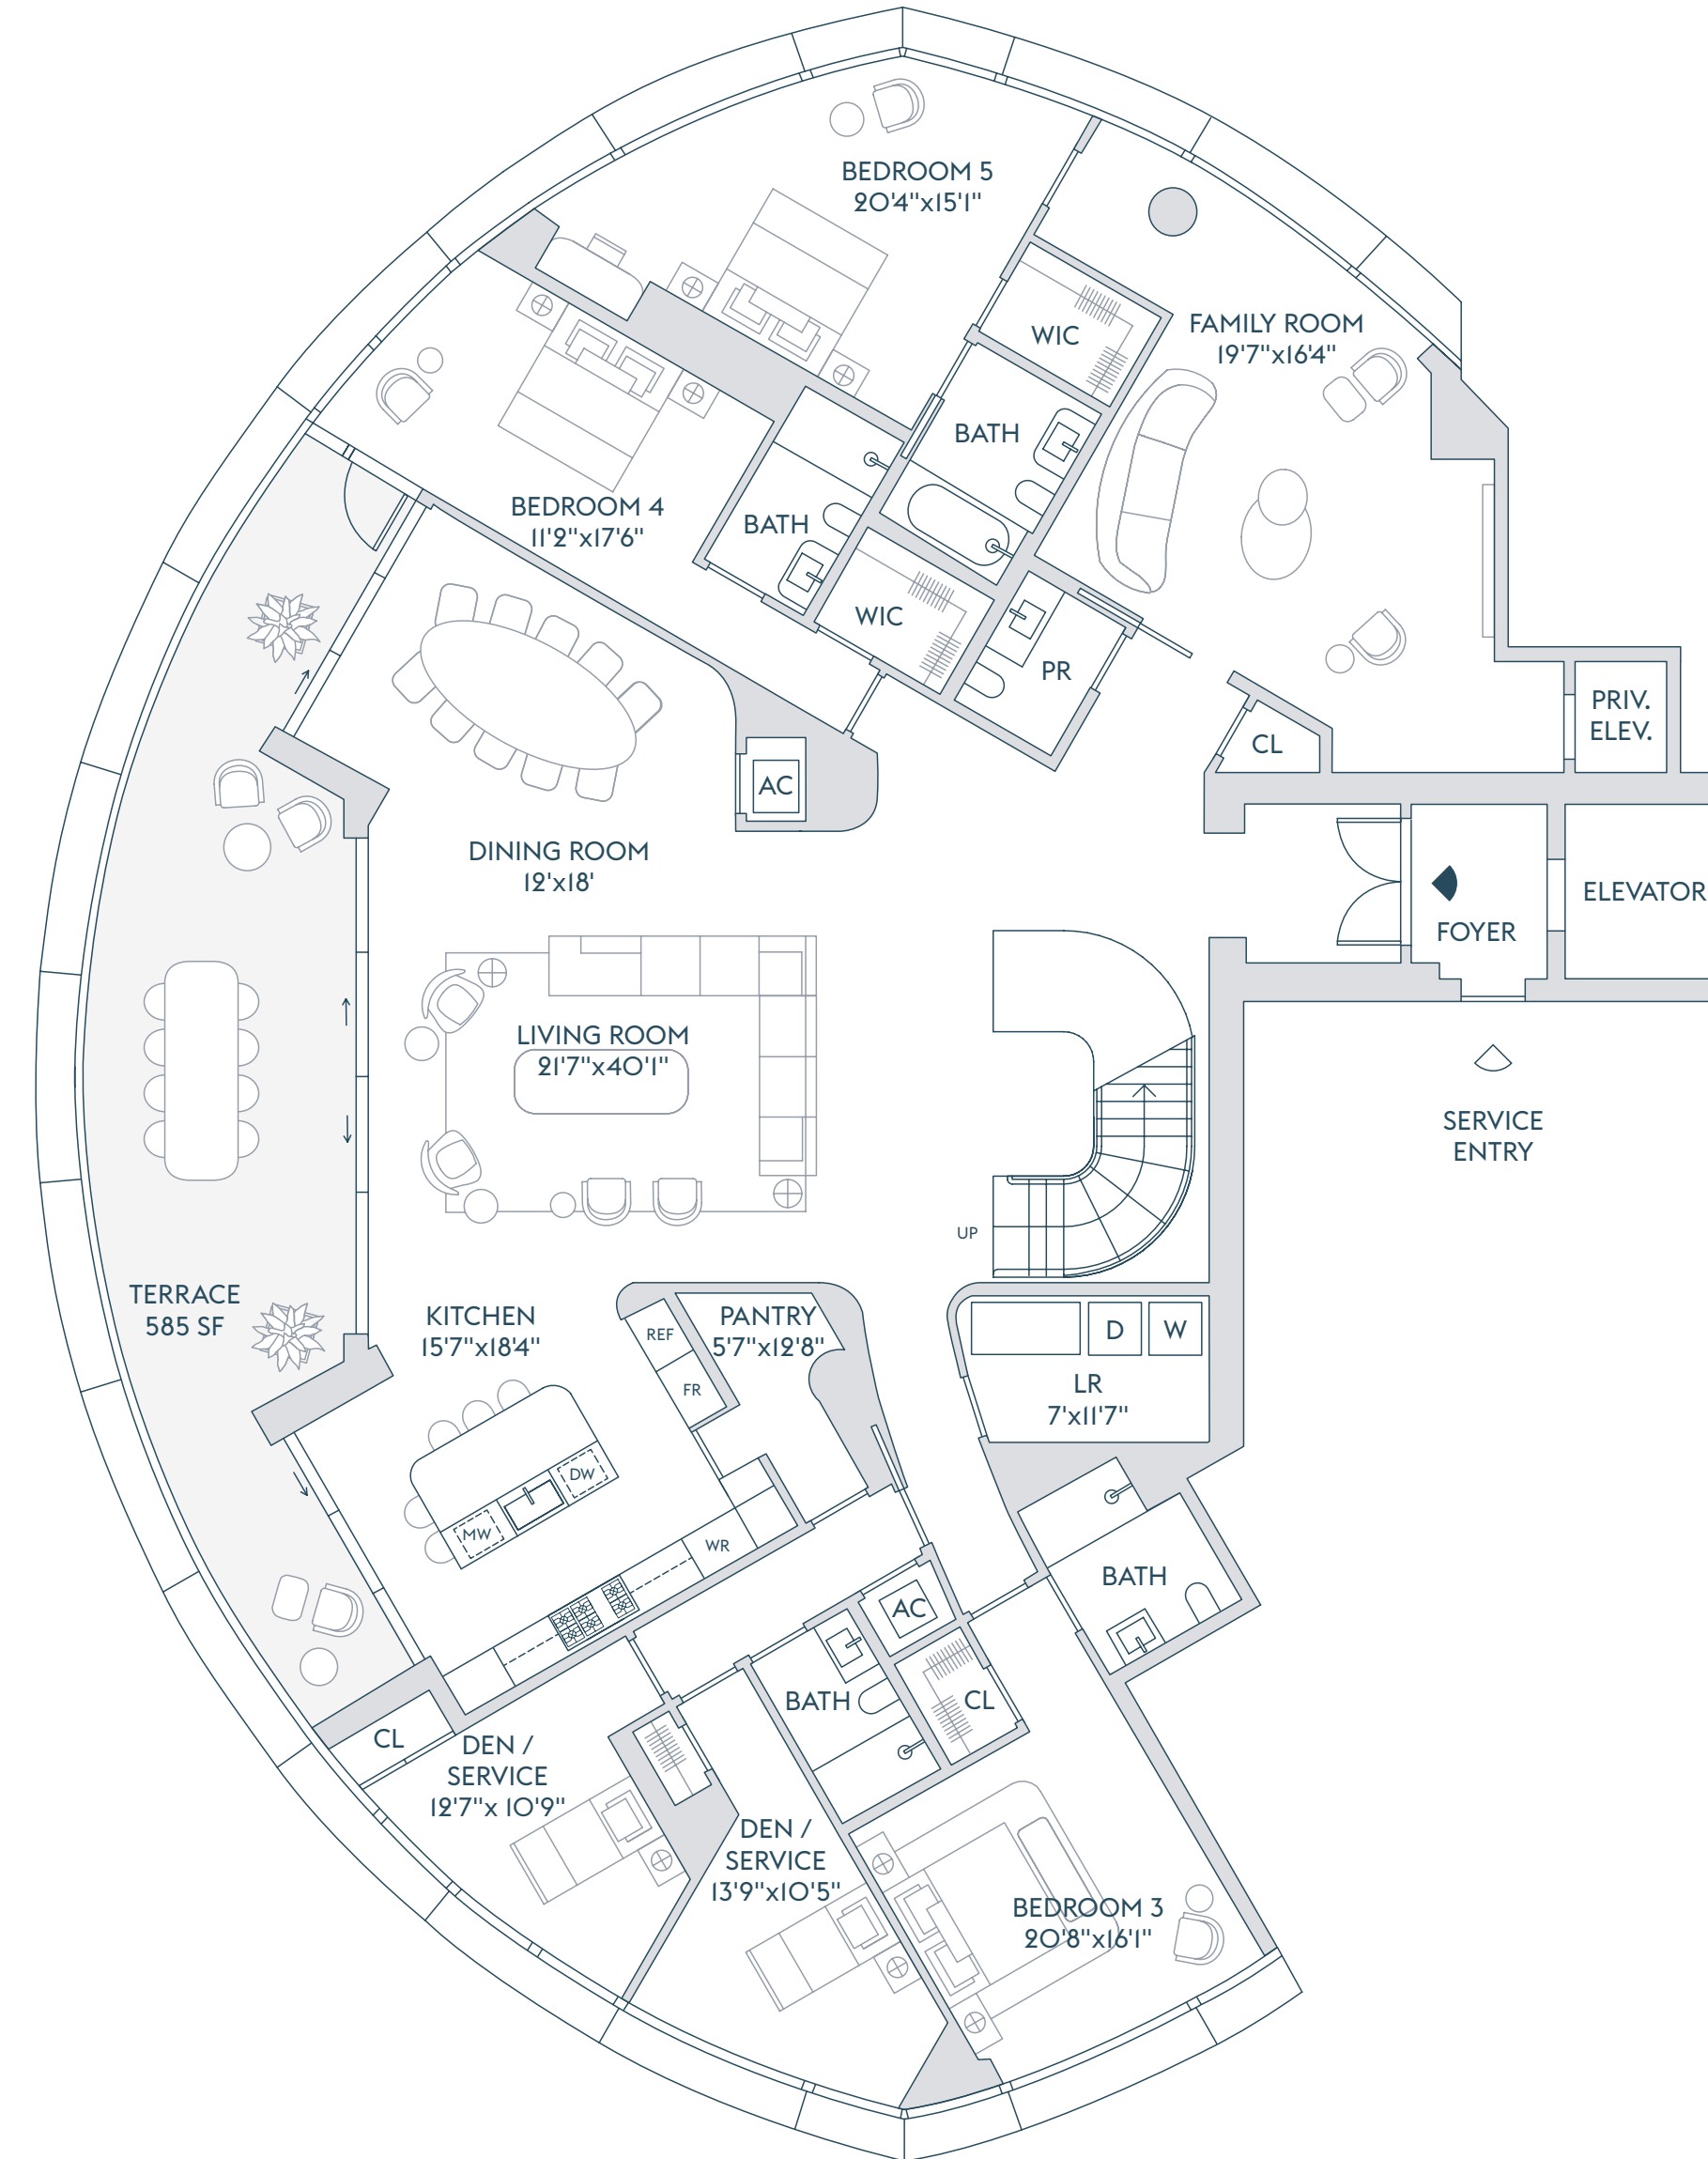 BEDROOM 5
20'4"x15'1"
WIC
FAMILY ROOM
19'7"x16'4"
BATH
BEDROOM 4
11'2"x17'6"
BATH
WIC
PR
PRIV.
ELEV.
CL
AC
DINING ROOM
12'x18'
ELEVATOR
FOYER
LIVING ROOM
21'7"x40'1"
SERVICE
ENTRY
UP
TERRACE
585 SF
KITCHEN
15'7"x18'4"
REF
FR
PANTRY
5'7"x12'8"
D
W
LR
7'x11'7"
DW
MW
WR
BATH
AC
BATH
CL
CL
DEN /
SERVICE
12'7"x 10'9"
DEN /
SERVICE
13'9"x10'5"
BEDROOM 3
20'8"x16'1"